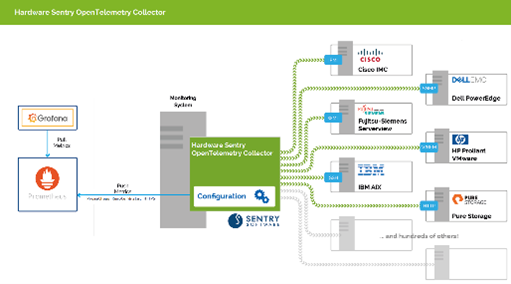 Hardware Sentry OpenTelemetry Collector
CISCO
Cisco IMC
DELL EMC
Dell PowerEdge
Monitoring
System
Grafana
Pull
Metrics
Fujitsu-Siemens
Serverview
Hardware Sentry
OpenTelemetry Collector
hp
HP Proliant
VMware
IBM
IBM AIX
Prometheus
Push
Metrics
Configuration
PURE
STORAGE
Pure Storage
SENTRY
SOFTWARE
... and hundreds of others!